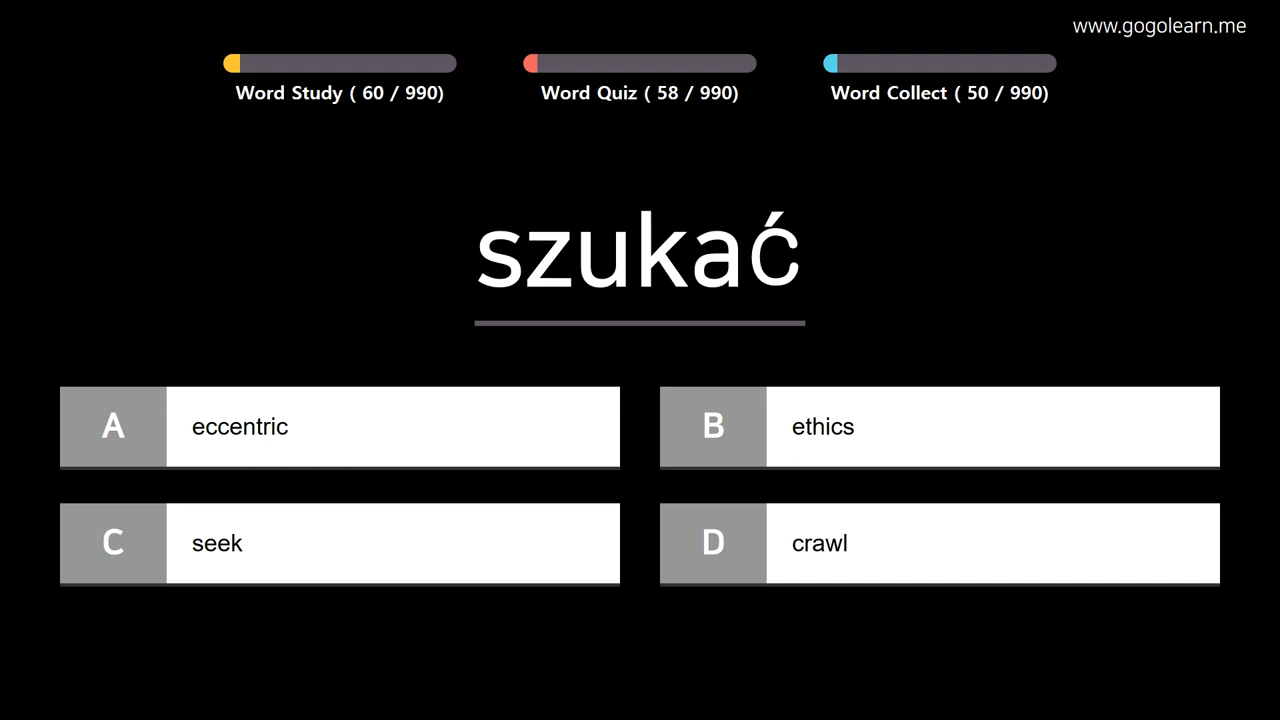 www.gogolearn.me
Word Study ( 60 / 990)
Word Quiz ( 58 / 990)
Word Collect ( 50 / 990)
szukać
A eccentric
B ethics
C seek
D crawl